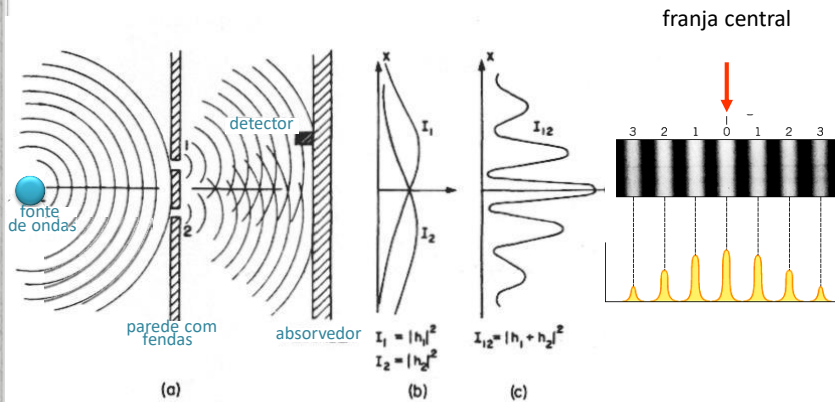 franja central
detector
1
2
fonte
de ondas
parede com
fendas
absorvedor
(a)
x
I₁
I₂
I₁ = |h₁|²
I₂ = |h₂|²
(b)
x
I₁₂
I₁₂ = |h₁ + h₂|²
(c)
3 2 1 0 1 2 3